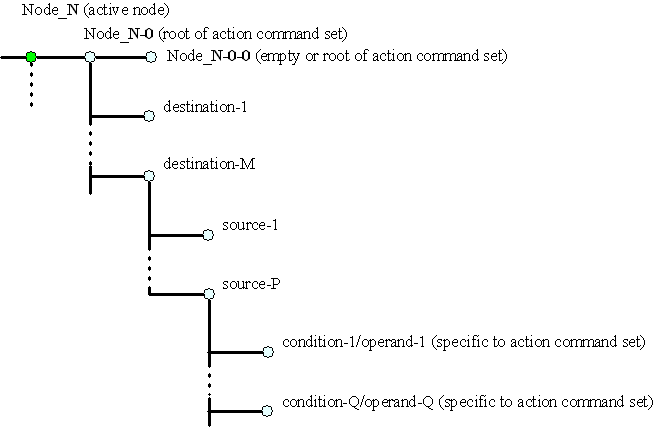 Node_N (active node)
Node_N-0 (root of action command set)
Node_N-0-0 (empty or root of action command set)
destination-1
destination-M
source-1
source-P
condition-1/operand-1 (specific to action command set)
condition-Q/operand-Q (specific to action command set)